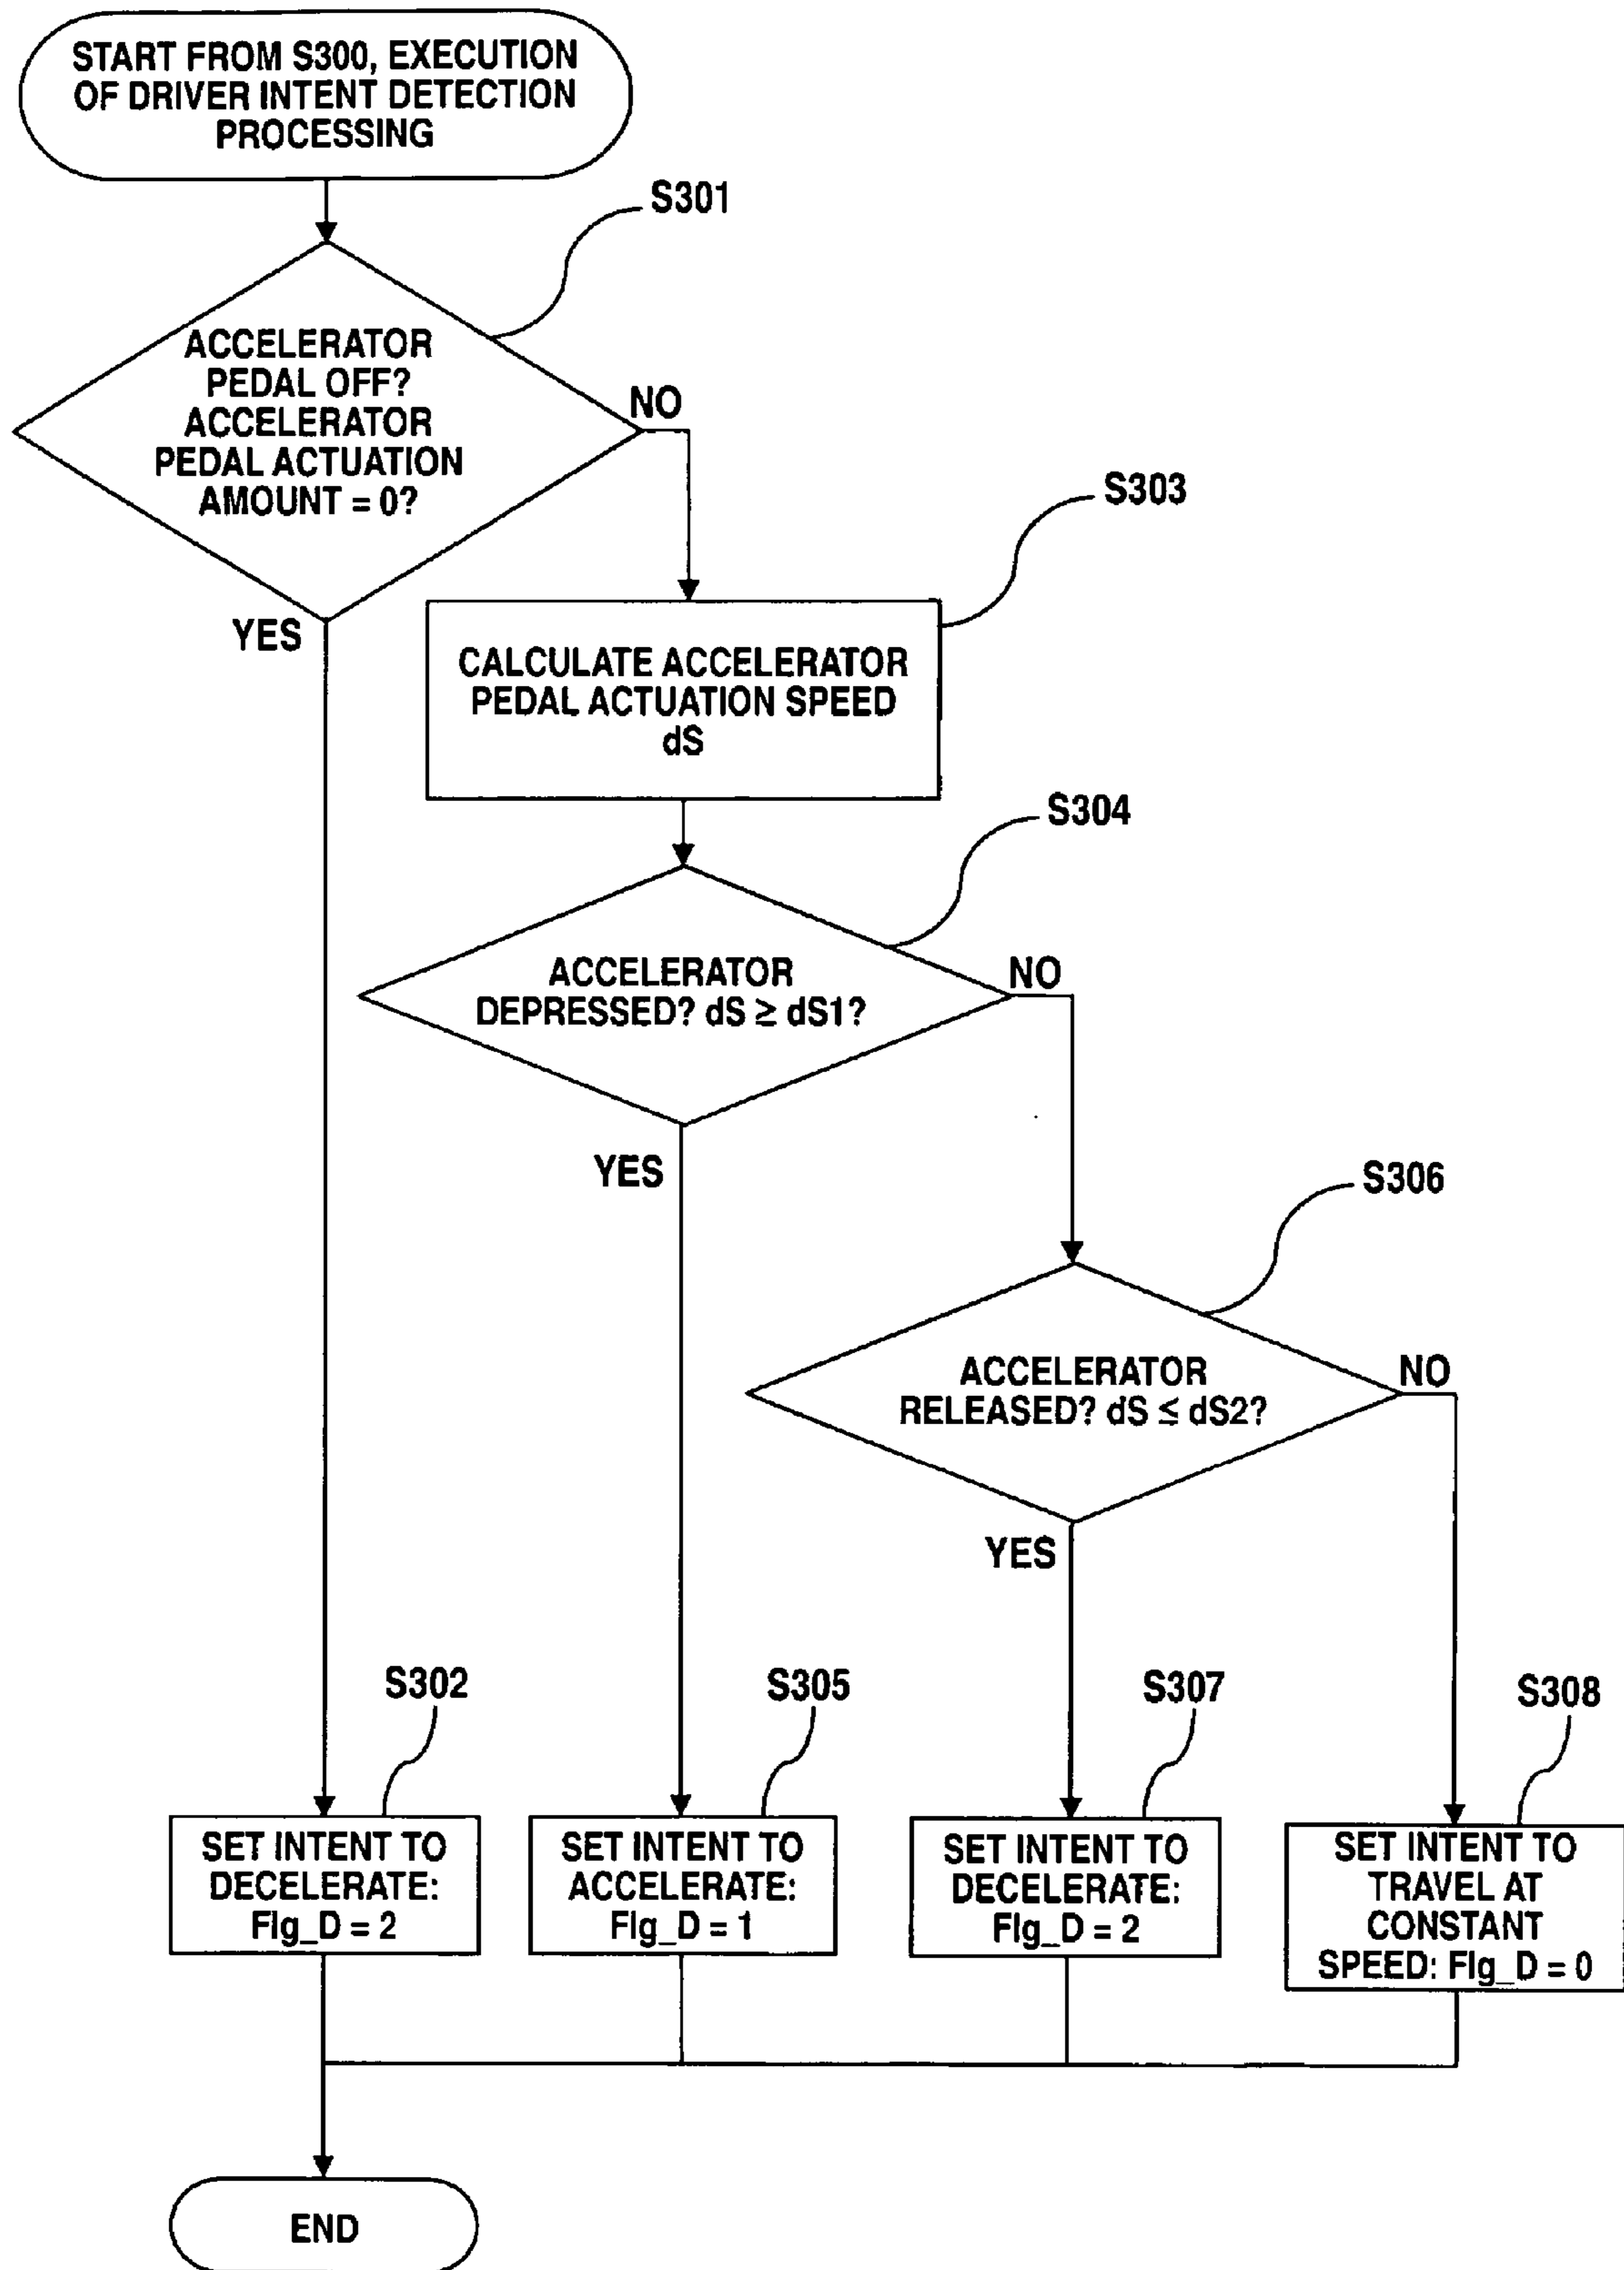 START FROM S300, EXECUTION
OF DRIVER INTENT DETECTION
PROCESSING
S301
ACCELERATOR
PEDAL OFF?
ACCELERATOR
PEDAL ACTUATION
AMOUNT = 0?
NO
YES
S303
CALCULATE ACCELERATOR
PEDAL ACTUATION SPEED
dS
S304
ACCELERATOR
DEPRESSED? dS ≥ dS1?
NO
YES
S306
ACCELERATOR
RELEASED? dS ≤ dS2?
NO
YES
S302
SET INTENT TO
DECELERATE:
Flg_D = 2
S305
SET INTENT TO
ACCELERATE:
Flg_D = 1
S307
SET INTENT TO
DECELERATE:
Flg_D = 2
S308
SET INTENT TO
TRAVEL AT
CONSTANT
SPEED: Flg_D = 0
END